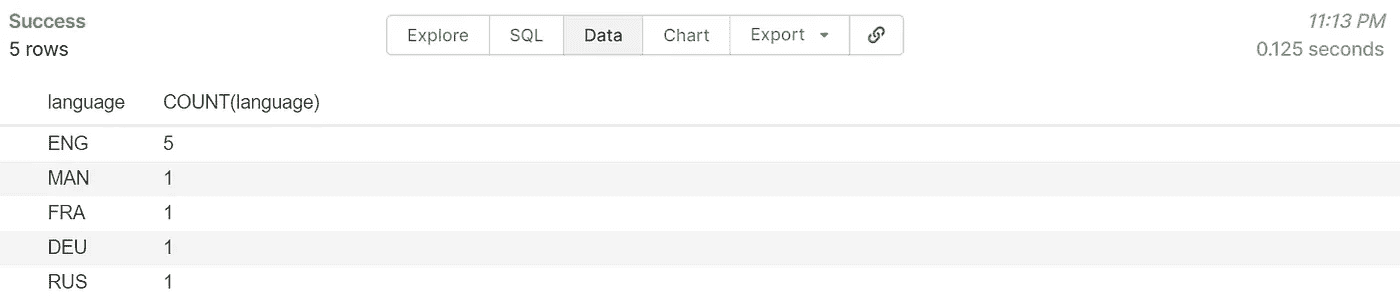 Success Explore SQL Data Chart Export 11:13 PM
5 rows 0.125 seconds
language COUNT(language)
ENG 5
MAN 1
FRA 1
DEU 1
RUS 1